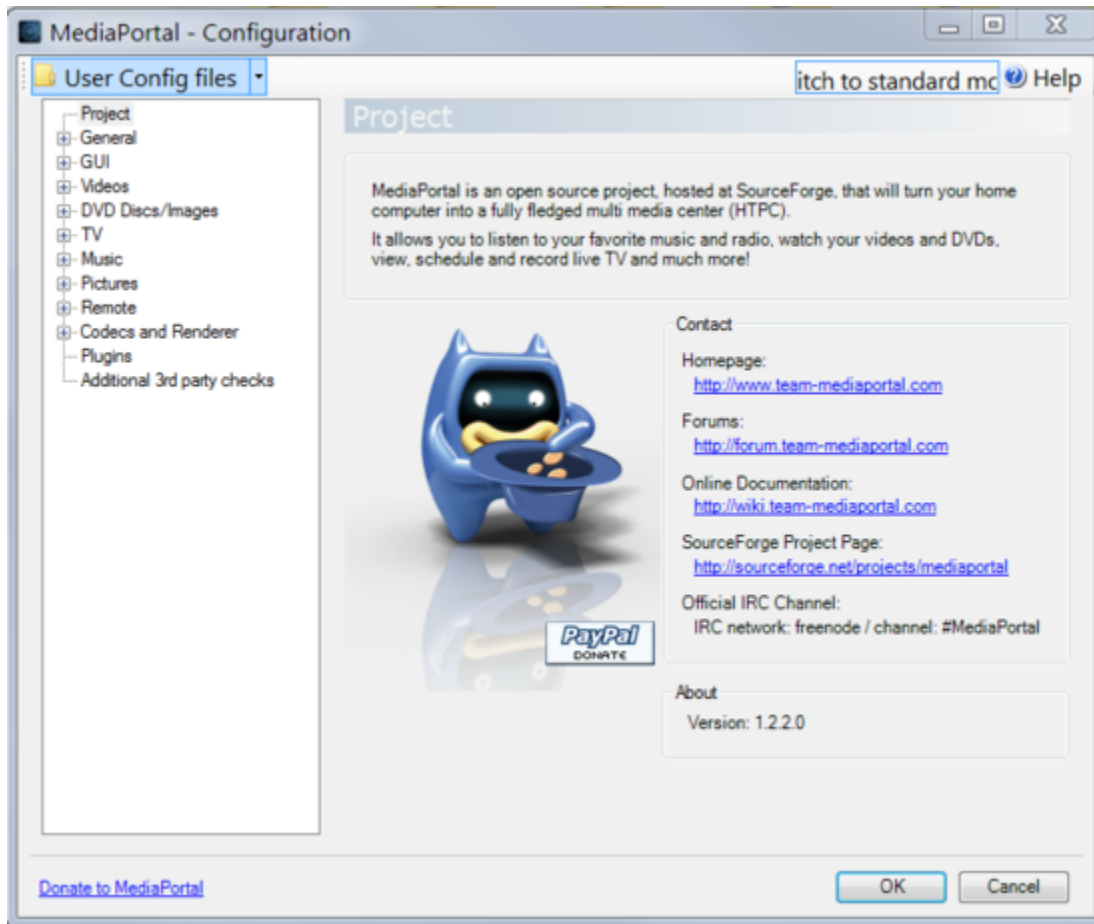 MediaPortal - Configuration
User Config files
itch to standard mo
Help
Project
General
GUI
Videos
DVD Discs/Images
TV
Music
Pictures
Remote
Codecs and Renderer
Plugins
Additional 3rd party checks
Project
MediaPortal is an open source project, hosted at SourceForge, that will turn your home
computer into a fully fledged multi media center (HTPC).
It allows you to listen to your favorite music and radio, watch your videos and DVDs,
view, schedule and record live TV and much more!
Contact
Homepage:
http://www.team-mediaportal.com
Forums:
http://forum.team-mediaportal.com
Online Documentation:
http://wiki.team-mediaportal.com
SourceForge Project Page:
http://sourceforge.net/projects/mediaportal
Official IRC Channel:
IRC network: freenode / channel: #MediaPortal
PayPal
DONATE
About
Version: 1.2.2.0
Donate to MediaPortal
OK
Cancel